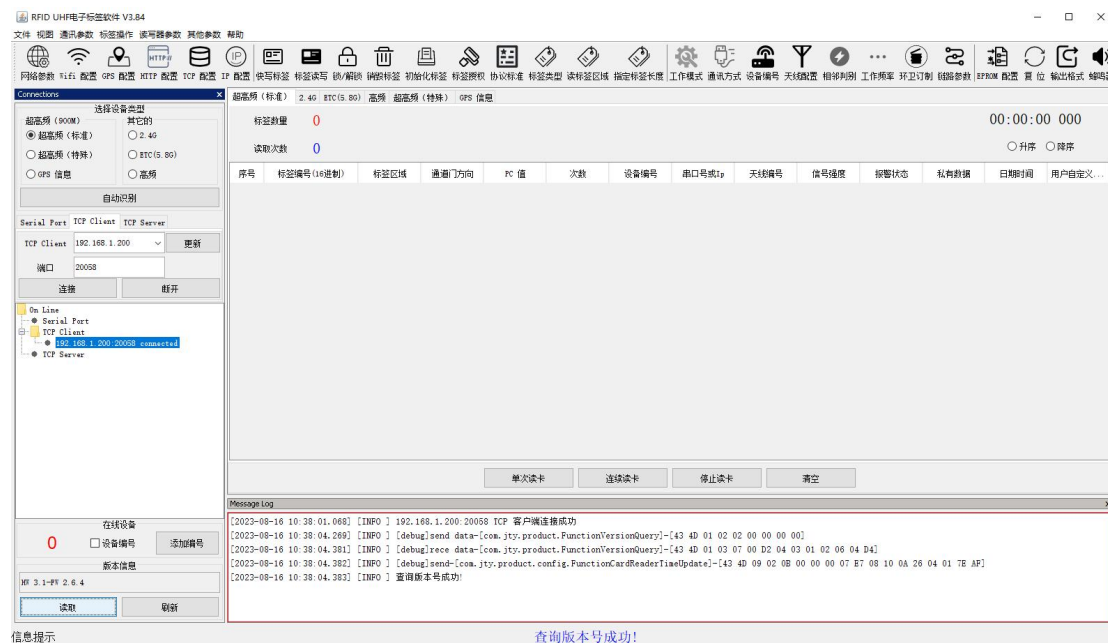 RFID UHF电子标签软件 V3.84
文件 视图 通讯参数 标签操作 读写器参数 其他参数 帮助
HTTP IP
网络参数 Wifi 配置 GPS 配置 HTTP 配置 TCP 配置 IP 配置 快写标签 标签读写 锁/解锁 销毁标签 初始化标签 标签授权 协议标准 标签类型 读标签区域 指定标签长度 工作模式 通讯方式 设备编号 天线配置 相邻判别 工作频率 环卫订制 链路参数 EPROM 配置 复 位 输出格式
Connections x
选择设备类型
超高频 (900M) 其它的
超高频 (标准) 2.4G
超高频 (特殊) ETC(5.8G)
GPS 信息 高频
自动识别
Serial Port TCP Client TCP Server
TCP Client 192.168.1.200 更新
端口 20058
连接 断开
On Line
Serial Port
TCP Client
192.168.1.200:20058 connected
TCP Server
在线设备
0 设备编号 添加编号
版本信息
HV 3.1-FV 2.6.4
读取 刷新
超高频 (标准) 2.4G ETC(5.8G) 高频 超高频 (特殊) GPS 信息
标签数量 0 00:00:00 000
读取次数 0 升序 降序
序号 标签编号(16进制) 标签区域 通道门方向 PC 值 次数 设备编号 串口号或Ip 天线编号 信号强度 报警状态 私有数据 日期时间 用户自定义...
单次读卡 连续读卡 停止读卡 清空
Message Log
[2023-08-16 10:38:01.068] [INFO ] 192.168.1.200:20058 TCP 客户端连接成功
[2023-08-16 10:38:04.269] [INFO ] [debug]send data-[com.jty.product.FunctionVersionQuery]-[43 4D 01 02 02 00 00 00 00]
[2023-08-16 10:38:04.381] [INFO ] [debug]rece data-[com.jty.product.FunctionVersionQuery]-[43 4D 01 03 07 00 D2 04 03 01 02 06 04 D4]
[2023-08-16 10:38:04.382] [INFO ] [debug]send-[com.jty.product.config.FunctionCardReaderTimeUpdate]-[43 4D 09 02 0B 00 00 00 07 E7 08 10 0A 26 04 01 7E AF]
[2023-08-16 10:38:04.383] [INFO ] 查询版本号成功!
信息提示 查询版本号成功!